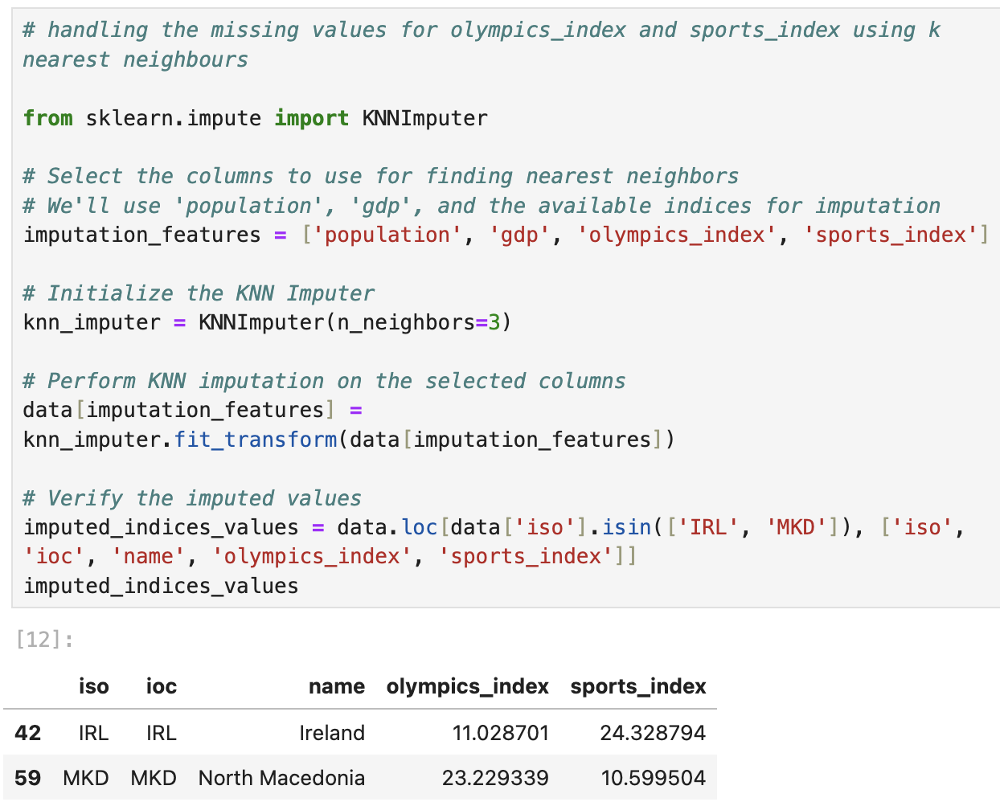 # handling the missing values for olympics_index and sports_index using k
nearest neighbours
from sklearn.impute import KNNImputer
# Select the columns to use for finding nearest neighbors
# We'll use 'population', 'gdp', and the available indices for imputation
imputation_features = ['population', 'gdp', 'olympics_index', 'sports_index']
# Initialize the KNN Imputer
knn_imputer = KNNImputer(n_neighbors=3)
# Perform KNN imputation on the selected columns
data[imputation_features] =
knn_imputer.fit_transform(data[imputation_features])
# Verify the imputed values
imputed_indices_values = data.loc[data['iso'].isin(['IRL', 'MKD']), ['iso',
'ioc', 'name', 'olympics_index', 'sports_index']]
imputed_indices_values
[12]:
iso ioc name olympics_index sports_index
42 IRL IRL Ireland 11.028701 24.328794
59 MKD MKD North Macedonia 23.229339 10.599504